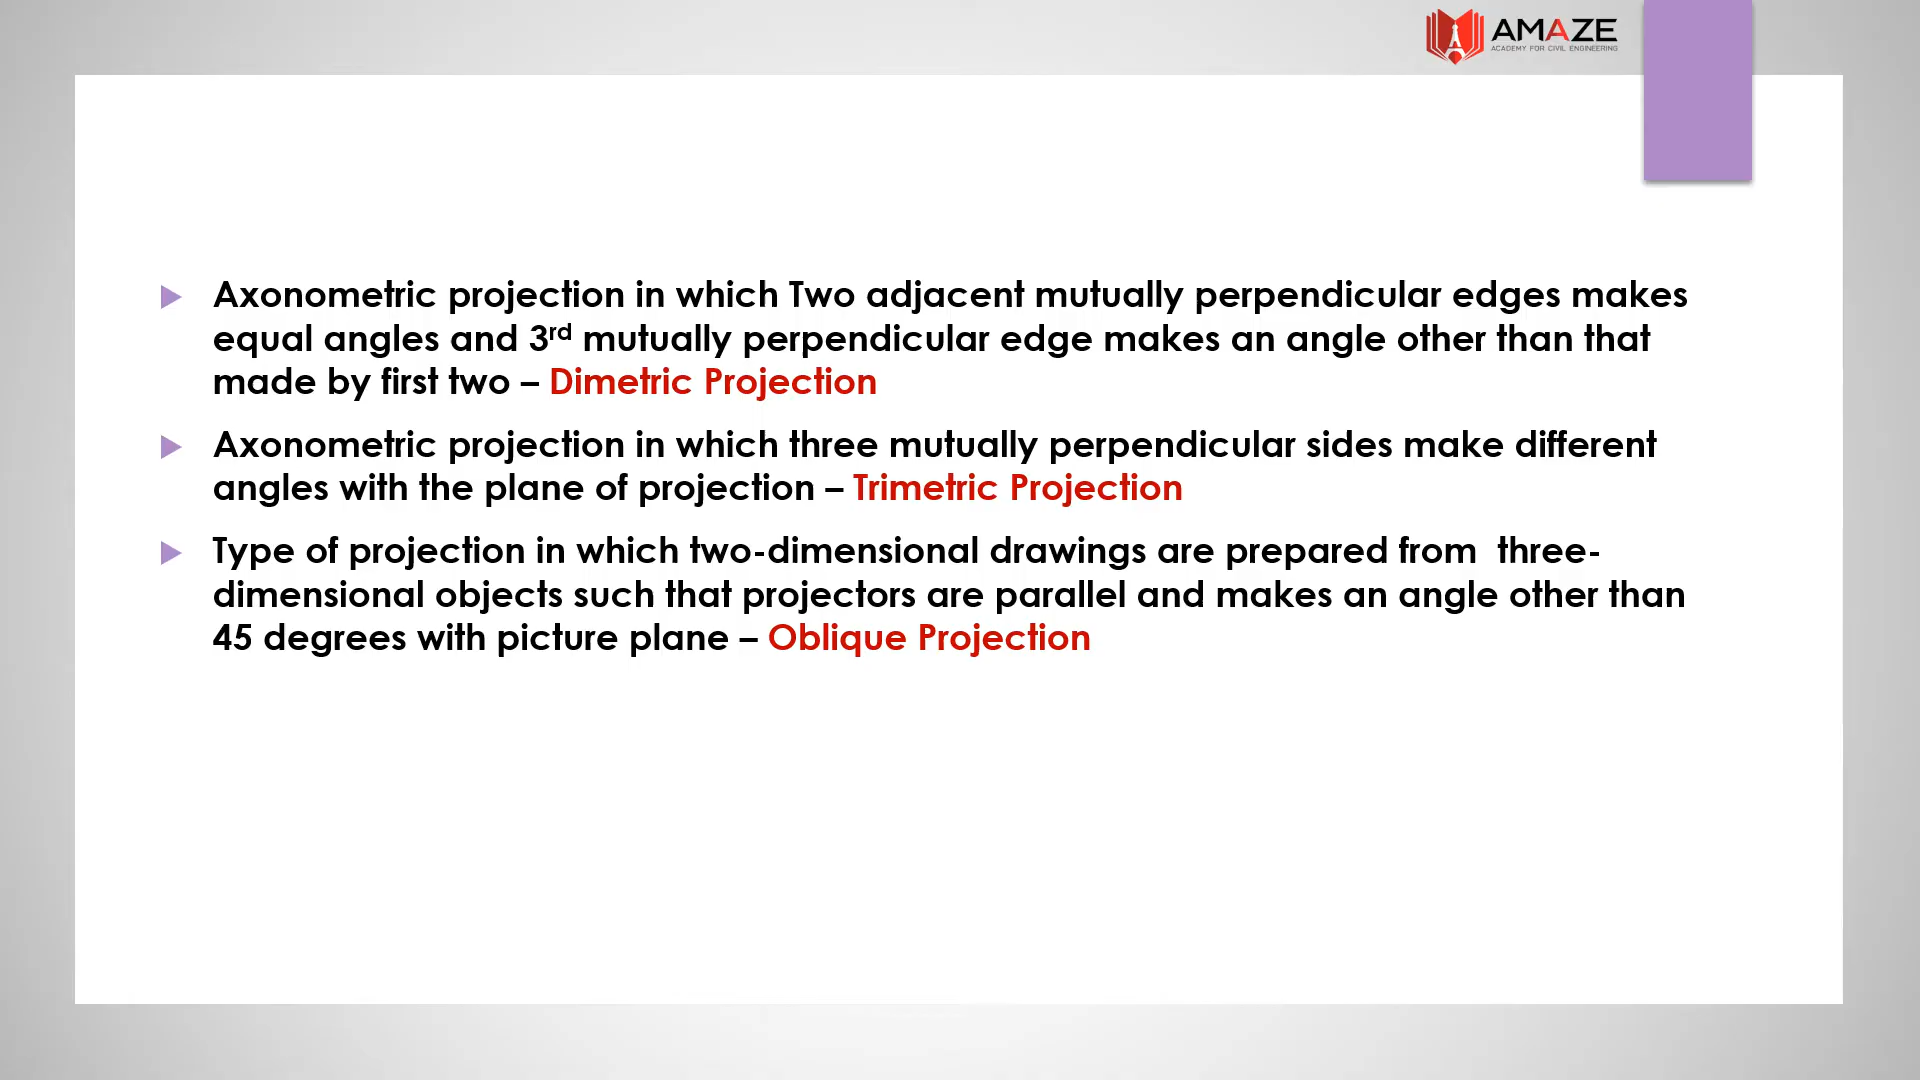 AMAZE
ACADEMY FOR CIVIL ENGINEERING
Axonometric projection in which Two adjacent mutually perpendicular edges makes
equal angles and 3rd mutually perpendicular edge makes an angle other than that
made by first two – Dimetric Projection
Axonometric projection in which three mutually perpendicular sides make different
angles with the plane of projection – Trimetric Projection
Type of projection in which two-dimensional drawings are prepared from  three-
dimensional objects such that projectors are parallel and makes an angle other than
45 degrees with picture plane – Oblique Projection